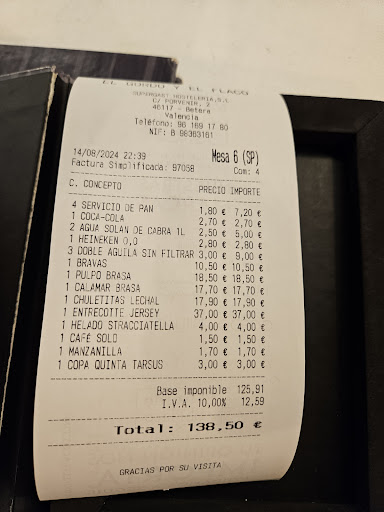 EL GORDO Y EL FLACO
C/ PORVENIR, 2
46117 - Betera
Valencia
Teléfono: 96 169 17 80
NIF: B 98363161
14/08/2024 22:39 Mesa 6 (SP)
Factura Simplificada: 97058 Com: 4
C. CONCEPTO PRECIO IMPORTE
4 SERVICIO DE PAN 1,80 € 7,20 €
1 COCA-COLA 2,70 € 2,70 €
2 AGUA SOLAN DE CABRA 1L 2,50 € 5,00 €
1 HEINEKEN 0,0 2,80 € 2,80 €
3 DOBLE AGUILA SIN FILTRAR 3,00 € 9,00 €
1 BRAVAS 10,50 € 10,50 €
1 PULPO BRASA 18,50 € 18,50 €
1 CALAMAR BRASA 17,70 € 17,70 €
1 CHULETITAS LECHAL 17,90 € 17,90 €
1 ENTRECOTTE JERSEY 37,00 € 37,00 €
1 HELADO STRACCIATELLA 4,00 € 4,00 €
1 CAFÉ SOLO 1,50 € 1,50 €
1 MANZANILLA 1,70 € 1,70 €
1 COPA QUINTA TARSUS 3,00 € 3,00 €
Base imponible 125,91
I.V.A. 10,00% 12,59
Total: 138,50 €
GRACIAS POR SU VISITA